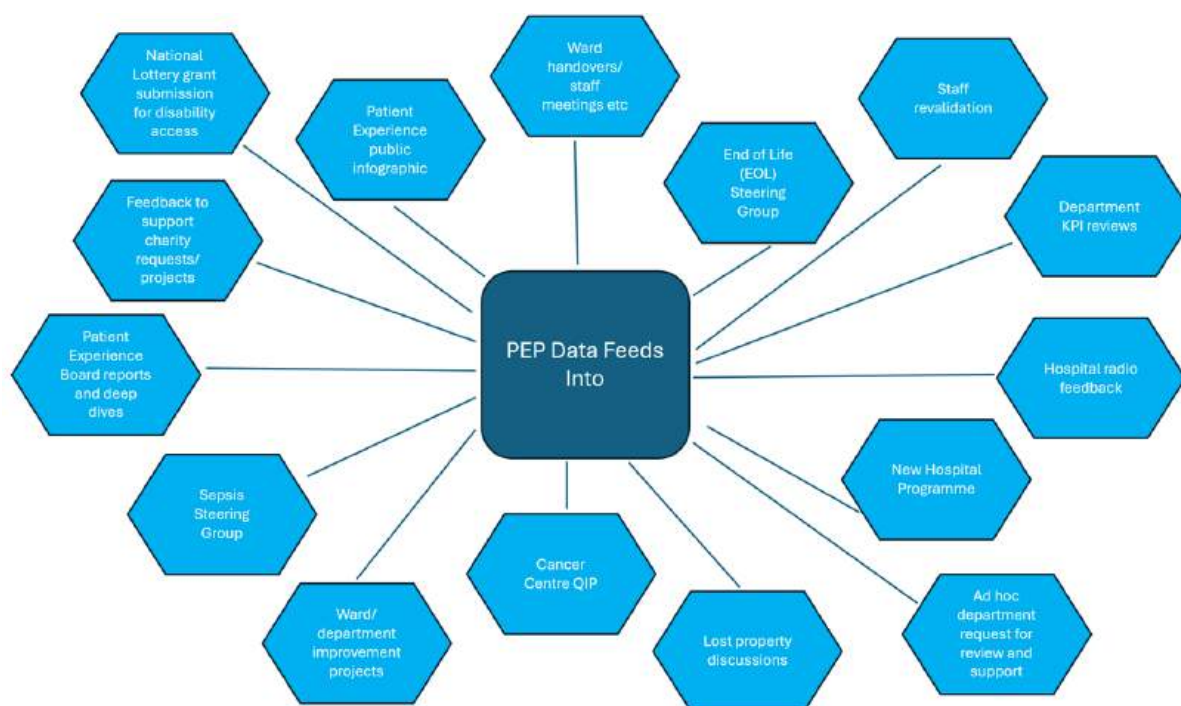 National
Lottery grant
submission
for disability
access
Patient
Experience
public
infographic
Ward
handovers/
staff
meetings etc
End of Life
(EOL)
Steering
Group
Staff
revalidation
Department
KPI reviews
Feedback to
support
charity
requests/
projects
PEP Data Feeds
Into
Patient
Experience
Board reports
and deep
dives
Hospital radio
feedback
Sepsis
Steering
Group
New Hospital
Programme
Cancer
Centre QIP
Ward/
department
improvement
projects
Lost property
discussions
Ad hoc
department
request for
review and
support